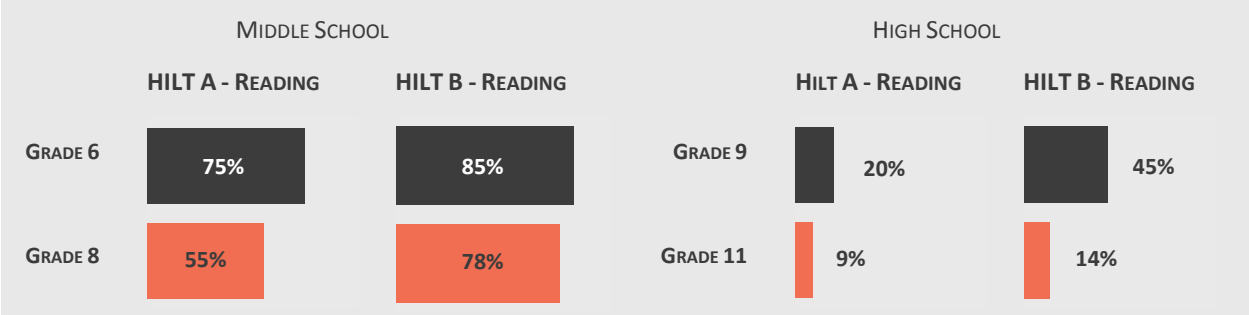 MIDDLE SCHOOL HIGH SCHOOL
HILT A - READING HILT B - READING HILT A - READING HILT B - READING
GRADE 6 75% 85% GRADE 9 20% 45%
GRADE 8 55% 78% GRADE 11 9% 14%